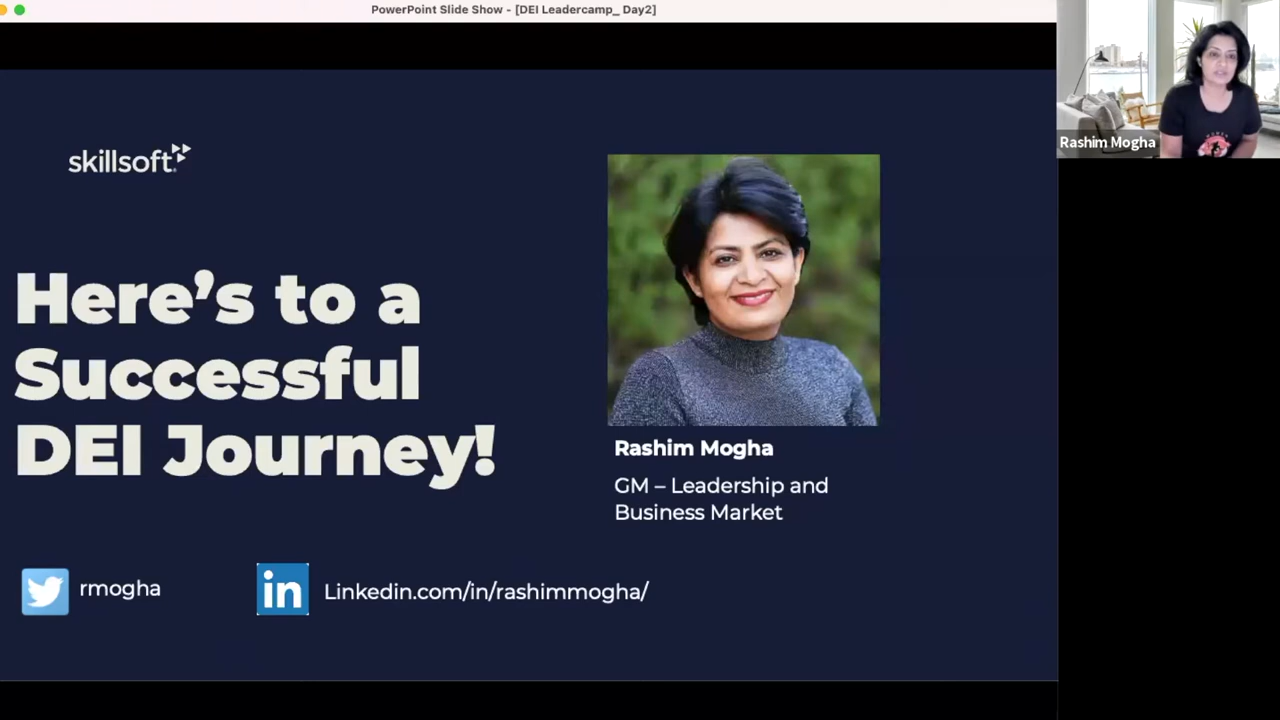 PowerPoint Slide Show - [DEI Leadercamp_ Day2]
Rashim Mogha
skillsoft
Here's to a
Successful
DEI Journey!
Rashim Mogha
GM – Leadership and
Business Market
rmogha
in
Linkedin.com/in/rashimmogha/